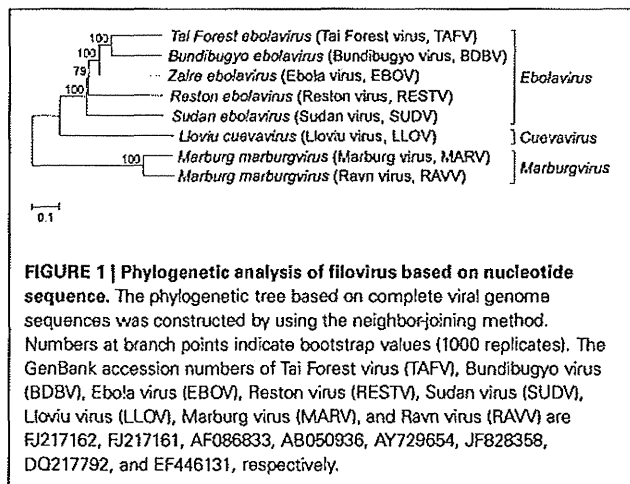 100 Tai Forest ebolavirus (Tai Forest virus, TAFV)
100 Bundibugyo ebolavirus (Bundibugyo virus, BDBV)
79 Zaire ebolavirus (Ebola virus, EBOV) Ebolavirus
100 Reston ebolavirus (Reston virus, RESTV)
Sudan ebolavirus (Sudan virus, SUDV)
Lloviu cuevavirus (Lloviu virus, LLOV) Cuevavirus
100 Marburg marburgvirus (Marburg virus, MARV) Marburgvirus
Marburg marburgvirus (Ravn virus, RAVV)
0.1
FIGURE 1 | Phylogenetic analysis of filovirus based on nucleotide
sequence. The phylogenetic tree based on complete viral genome
sequences was constructed by using the neighbor-joining method.
Numbers at branch points indicate bootstrap values (1000 replicates). The
GenBank accession numbers of Tai Forest virus (TAFV), Bundibugyo virus
(BDBV), Ebola virus (EBOV), Reston virus (RESTV), Sudan virus (SUDV),
Lloviu virus (LLOV), Marburg virus (MARV), and Ravn virus (RAVV) are
FJ217162, FJ217161, AF086833, AB050936, AY729654, JF828358,
DQ217792, and EF446131, respectively.